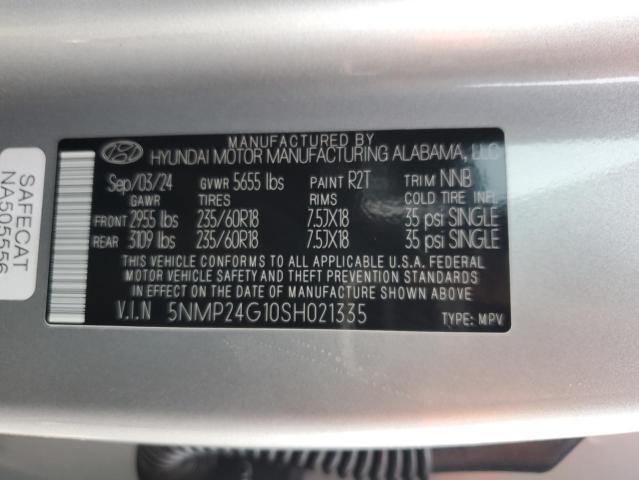 MANUFACTURED BY
HYUNDAI MOTOR MANUFACTURING ALABAMA, LLC
Sep/03/24 GVWR 5655 lbs PAINT R2T TRIM NNB
GAWR TIRES RIMS COLD TIRE INFL.
FRONT 2955 lbs 235/60R18 7.5JX18 35 psi SINGLE
REAR 3109 lbs 235/60R18 7.5JX18 35 psi SINGLE
THIS VEHICLE CONFORMS TO ALL APPLICABLE U.S.A. FEDERAL
MOTOR VEHICLE SAFETY AND THEFT PREVENTION STANDARDS
IN EFFECT ON THE DATE OF MANUFACTURE SHOWN ABOVE
V.I.N 5NMP24G10SH021335 TYPE: MPV
SAFECAT
NA505556